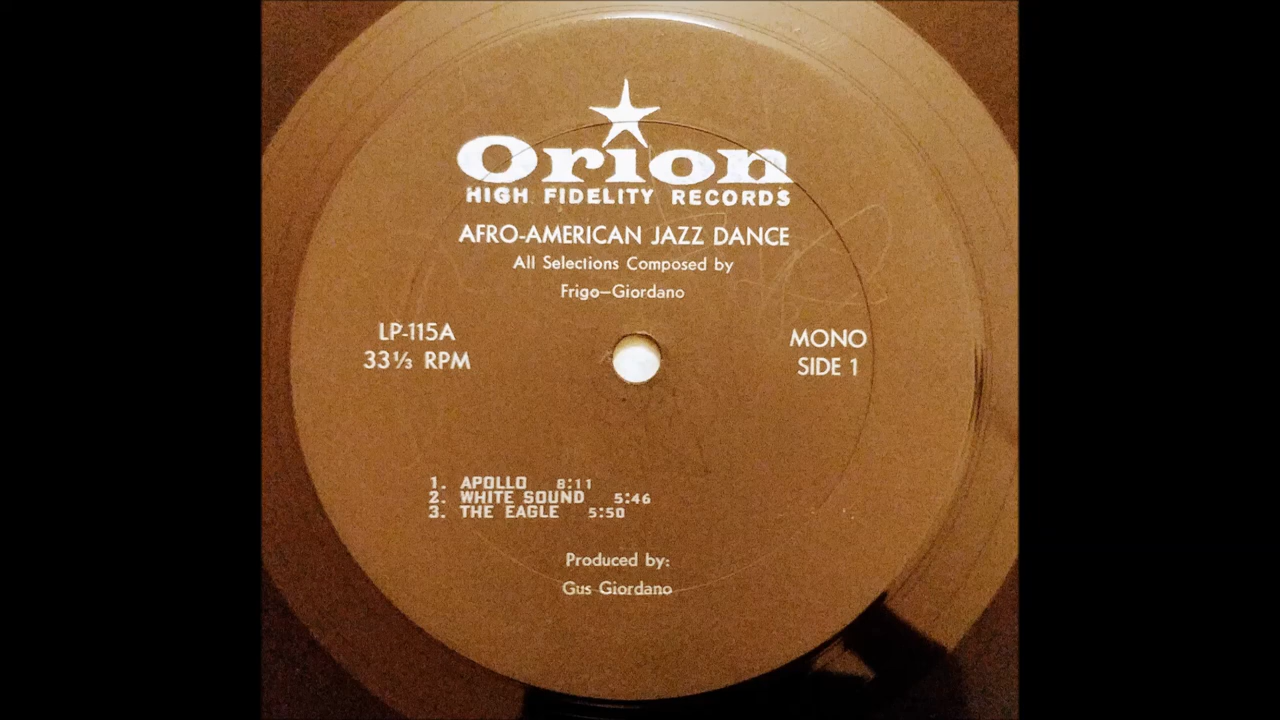 Orion
HIGH FIDELITY RECORDS
AFRO-AMERICAN JAZZ DANCE
All Selections Composed by
Frigo–Giordano
LP-115A
33⅓ RPM
MONO
SIDE 1
1. APOLLO 8:11
2. WHITE SOUND 5:46
3. THE EAGLE 5:50
Produced by:
Gus Giordano